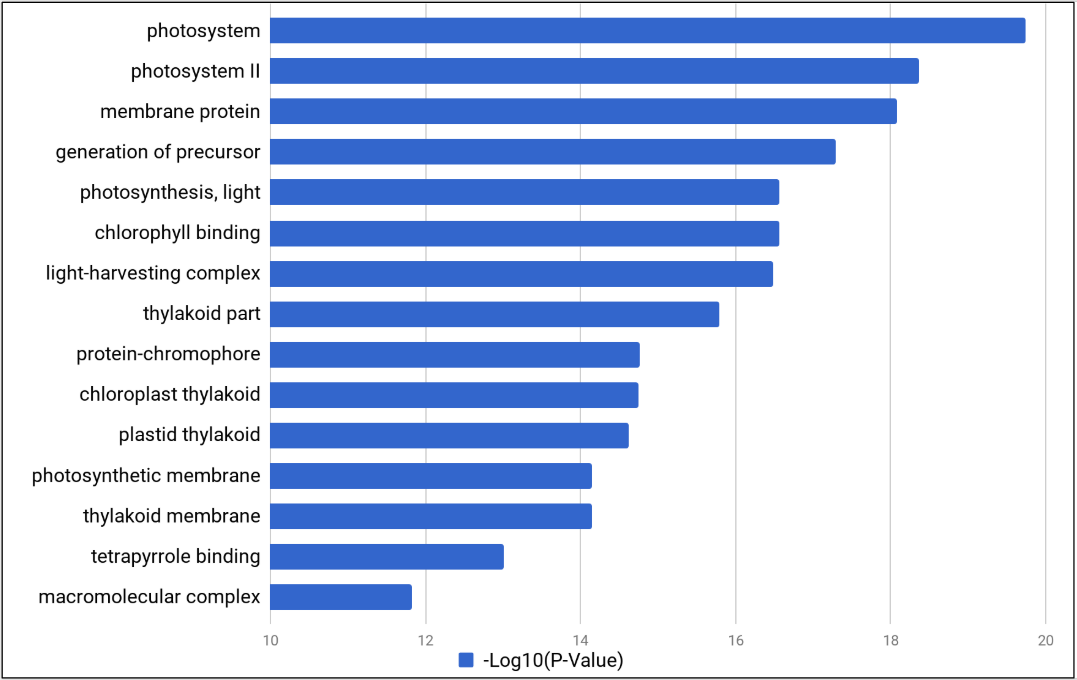 photosystem
photosystem II
membrane protein
generation of precursor
photosynthesis, light
chlorophyll binding
light-harvesting complex
thylakoid part
protein-chromophore
chloroplast thylakoid
plastid thylakoid
photosynthetic membrane
thylakoid membrane
tetrapyrrole binding
macromolecular complex
10 12 14 16 18 20
-Log10(P-Value)